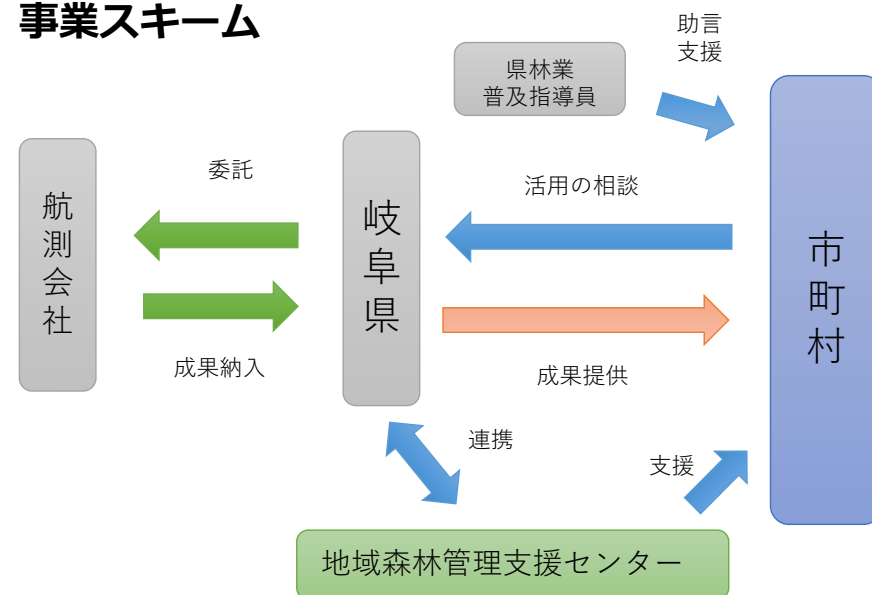 事業スキーム
助言
支援
県林業
普及指導員
委託
活用の相談
航測会社
岐阜県
市町村
成果納入
成果提供
連携
支援
地域森林管理支援センター